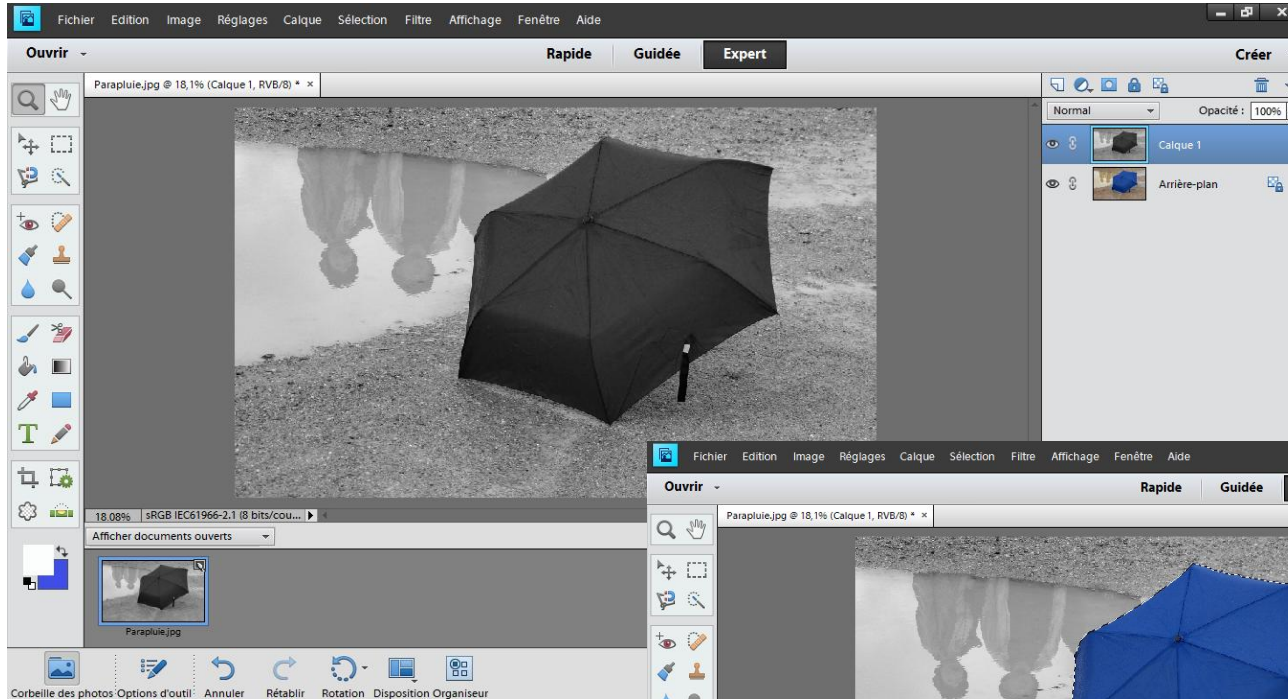 Fichier Edition Image Réglages Calque Sélection Filtre Affichage Fenêtre Aide
Ouvrir Rapide Guidée Expert Créer
Parapluie.jpg @ 18,1% (Calque 1, RVB/8) * ×
Normal Opacité : 100%
Calque 1
Arrière-plan
T
18.08% sRGB IEC61966-2.1 (8 bits/cou...
Afficher documents ouverts
Parapluie.jpg
Corbeille des photos Options d'outil Annuler Rétablir Rotation Disposition Organiseur
Fichier Edition Image Réglages Calque Sélection Filtre Affichage Fenêtre Aide
Ouvrir Rapide Guidée
Parapluie.jpg @ 18,1% (Calque 1, RVB/8) * ×